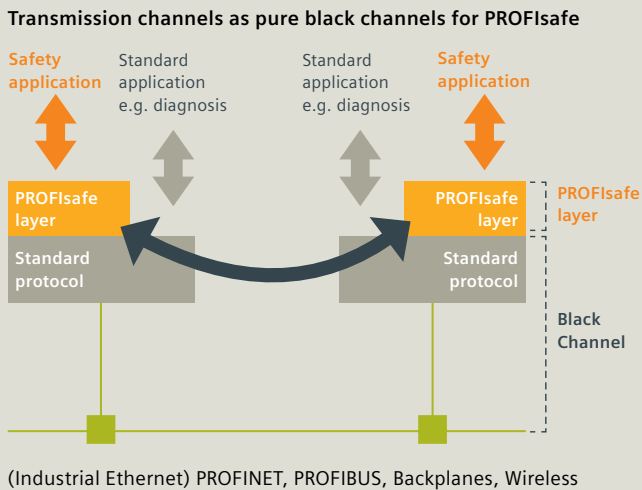 Transmission channels as pure black channels for PROFIsafe
Safety
application
Standard
application
e.g. diagnosis
Standard
application
e.g. diagnosis
Safety
application
PROFIsafe
layer
PROFIsafe
layer
PROFIsafe
layer
Standard
protocol
Standard
protocol
Black
Channel
(Industrial Ethernet) PROFINET, PROFIBUS, Backplanes, Wireless